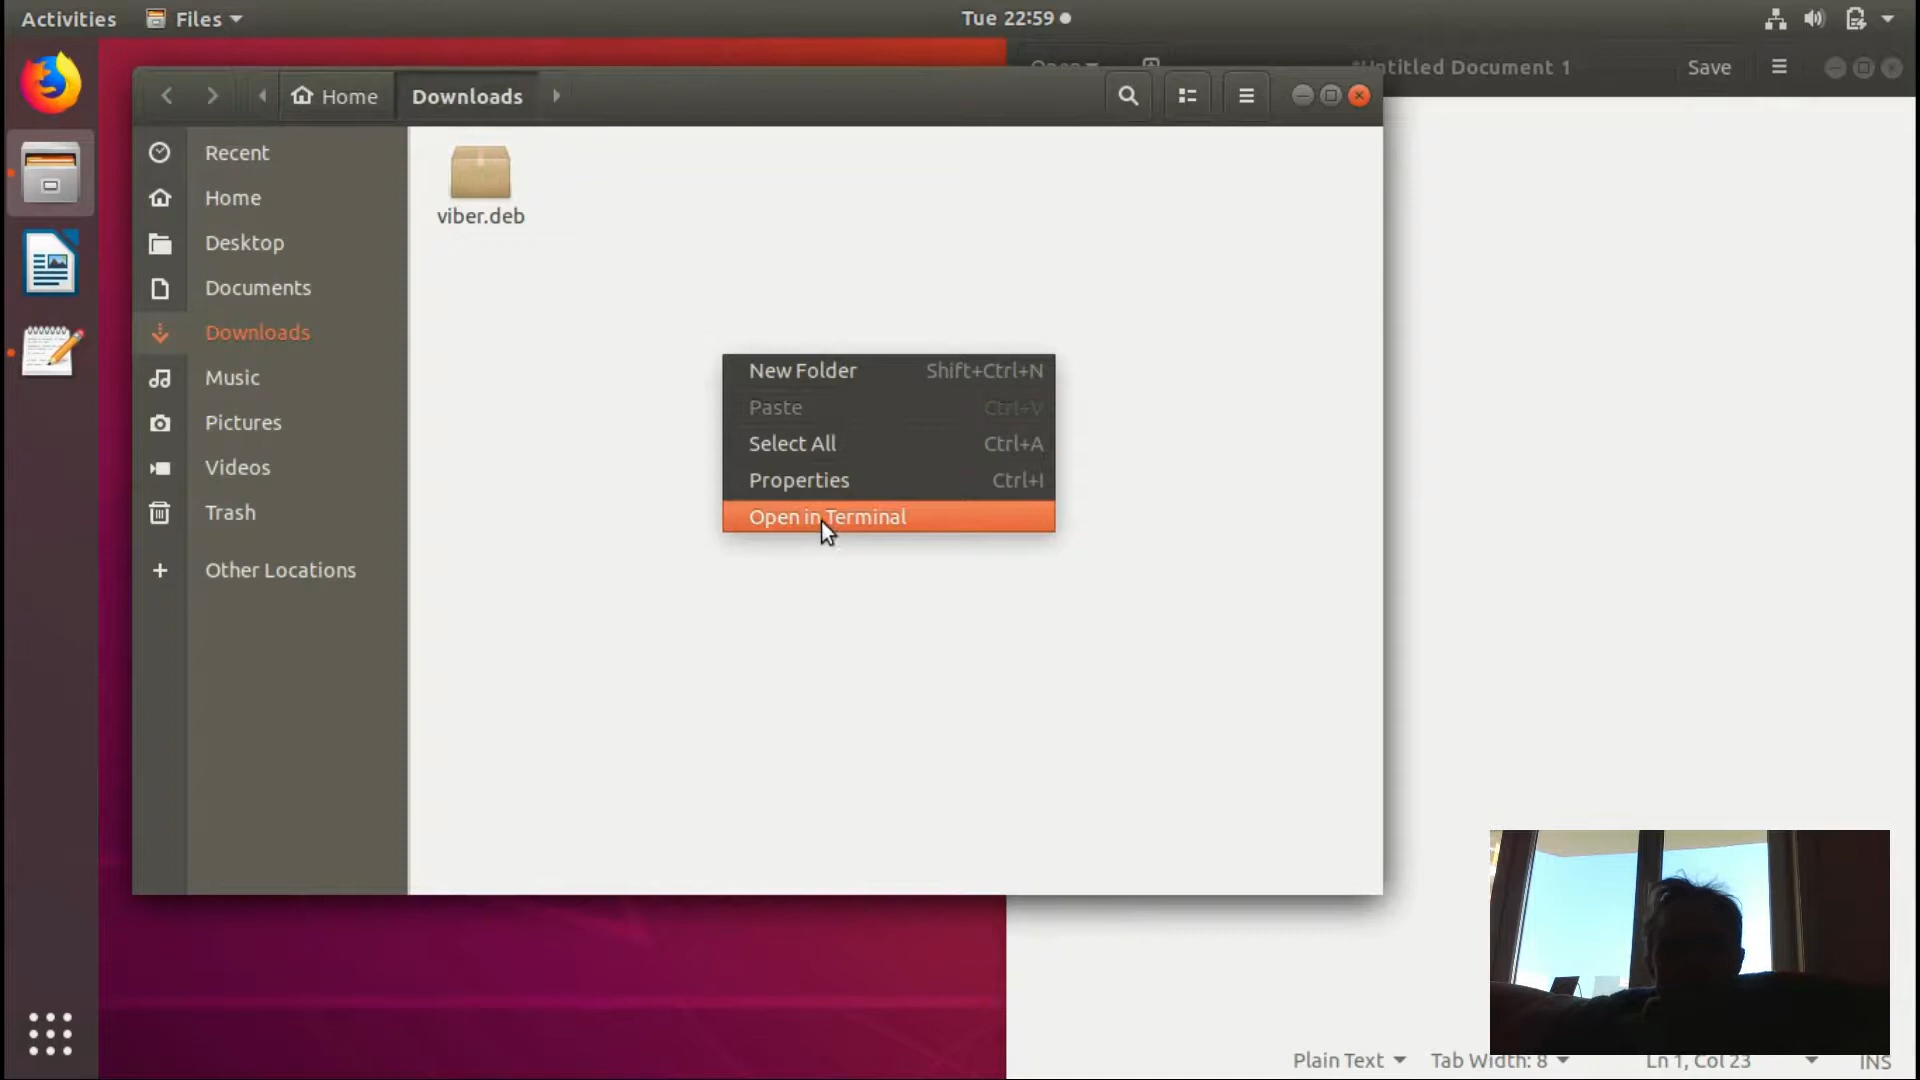 Activities
Files
Tue 22:59
Open
*Untitled Document 1
Save
Home
Downloads
Recent
Home
Desktop
Documents
Downloads
Music
Pictures
Videos
Trash
Other Locations
viber.deb
New Folder Shift+Ctrl+N
Paste Ctrl+V
Select All Ctrl+A
Properties Ctrl+I
Open in Terminal
Plain Text
Tab Width: 8
Ln 1, Col 23
INS